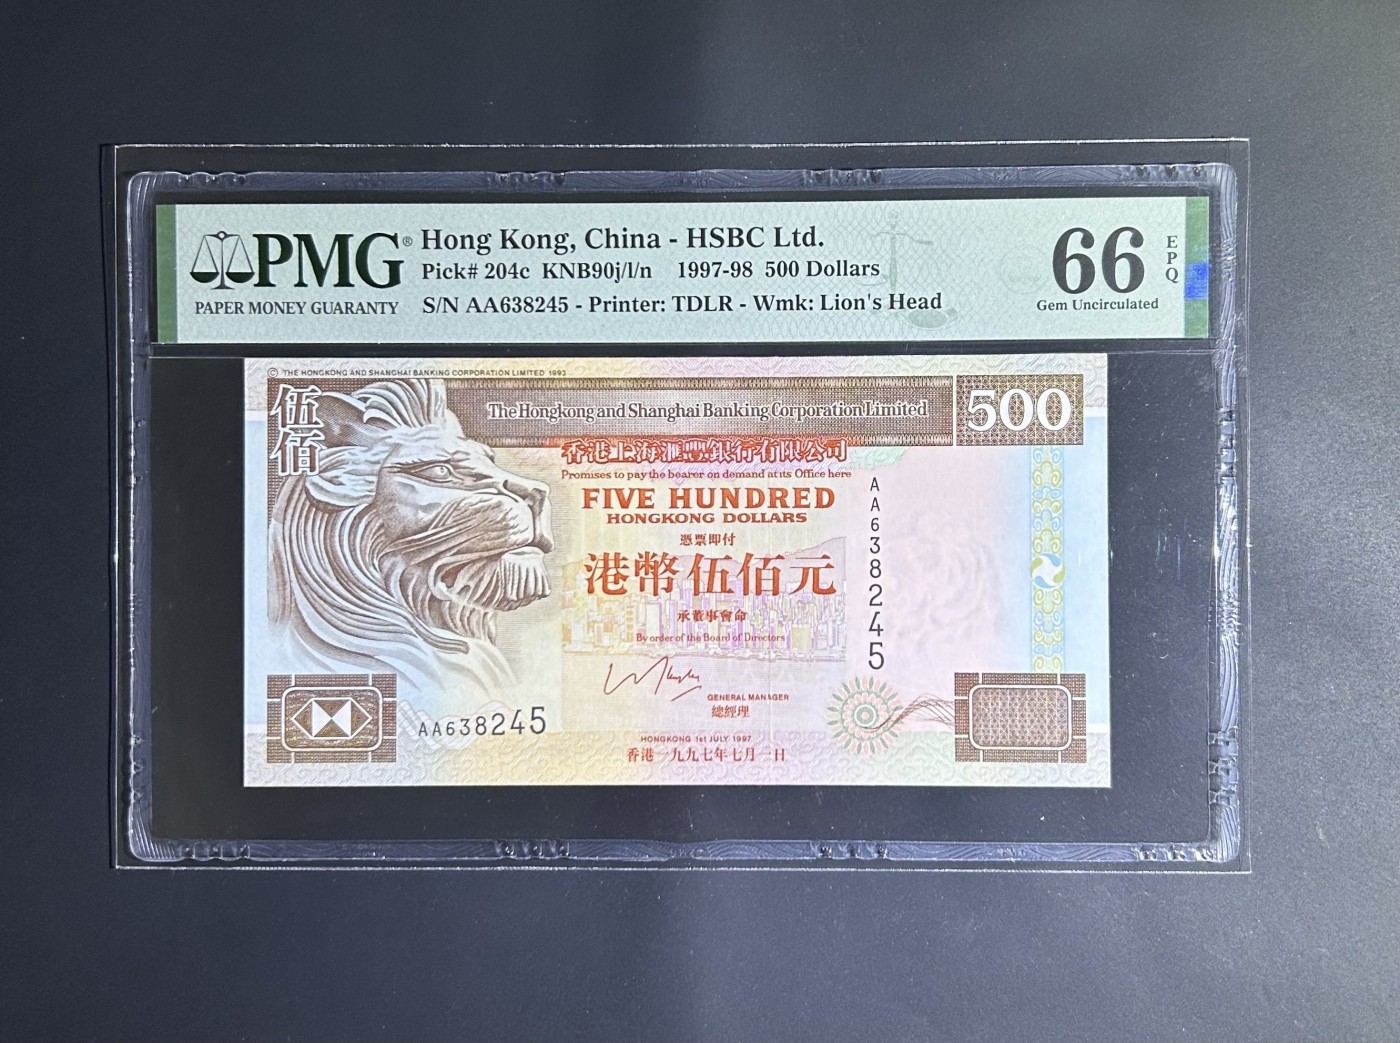 PMG®
PAPER MONEY GUARANTY
Hong Kong, China - HSBC Ltd.
Pick# 204c KNB90j/l/n 1997-98 500 Dollars
S/N AA638245 - Printer: TDLR - Wmk: Lion's Head
66
EPQ
Gem Uncirculated
© THE HONGKONG AND SHANGHAI BANKING CORPORATION LIMITED 1993
伍佰
The Hongkong and Shanghai Banking Corporation Limited
500
香港上海滙豐銀行有限公司
Promises to pay the bearer on demand at its Office here
FIVE HUNDRED
HONGKONG DOLLARS
憑票即付
港幣伍佰元
承董事會命
By order of the Board of Directors
AA638245
GENERAL MANAGER
總經理
AA638245
HONGKONG 1st JULY 1997
香港一九九七年七月一日